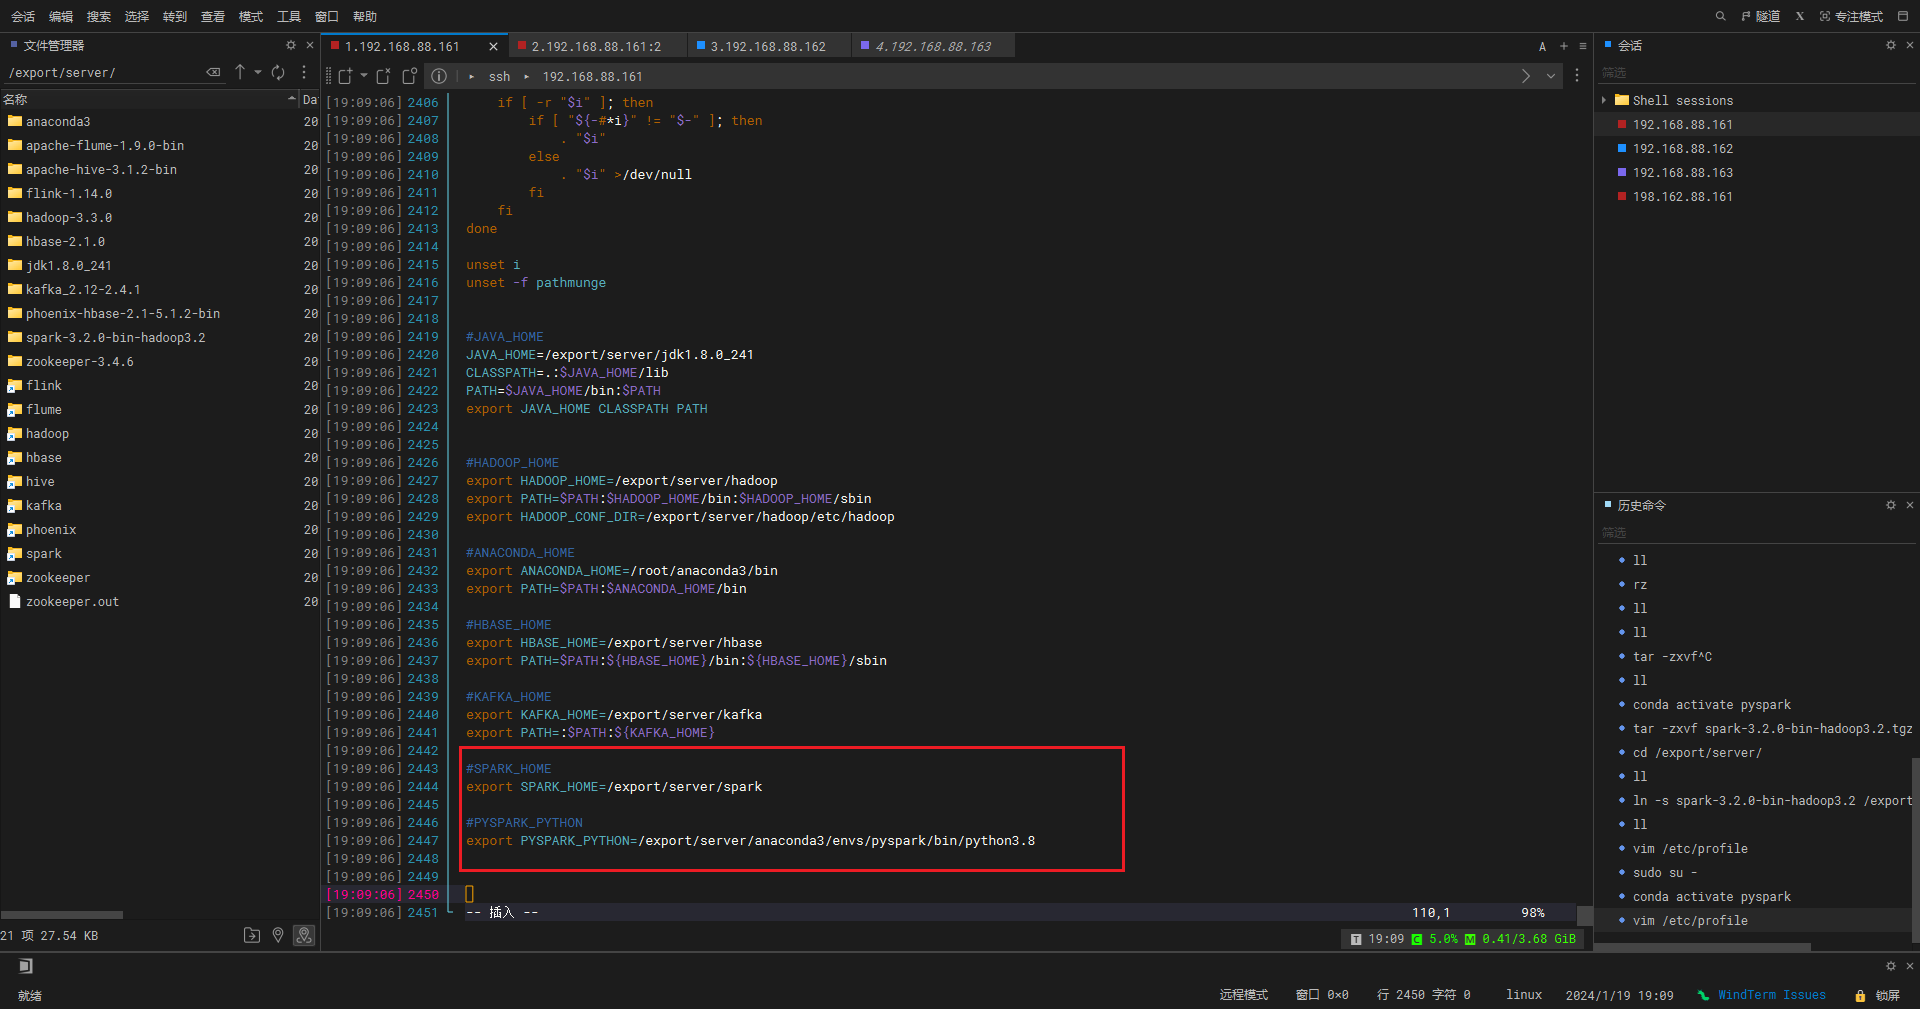 会话 编辑 搜索 选择 转到 查看 模式 工具 窗口 帮助
隧道 X 专注模式
文件管理器
/export/server/
名称 Da
anaconda3 20
apache-flume-1.9.0-bin 20
apache-hive-3.1.2-bin 20
flink-1.14.0 20
hadoop-3.3.0 20
hbase-2.1.0 20
jdk1.8.0_241 20
kafka_2.12-2.4.1 20
phoenix-hbase-2.1-5.1.2-bin 20
spark-3.2.0-bin-hadoop3.2 20
zookeeper-3.4.6 20
flink 20
flume 20
hadoop 20
hbase 20
hive 20
kafka 20
phoenix 20
spark 20
zookeeper 20
zookeeper.out 20
21 项 27.54 KB
1.192.168.88.161 2.192.168.88.161:2 3.192.168.88.162 4.192.168.88.163 A
ssh 192.168.88.161
[19:09:06] 2406 if [ -r "$i" ]; then
[19:09:06] 2407 if [ "${-#*i}" != "$-" ]; then
[19:09:06] 2408 . "$i"
[19:09:06] 2409 else
[19:09:06] 2410 . "$i" >/dev/null
[19:09:06] 2411 fi
[19:09:06] 2412 fi
[19:09:06] 2413 done
[19:09:06] 2414
[19:09:06] 2415 unset i
[19:09:06] 2416 unset -f pathmunge
[19:09:06] 2417
[19:09:06] 2418
[19:09:06] 2419 #JAVA_HOME
[19:09:06] 2420 JAVA_HOME=/export/server/jdk1.8.0_241
[19:09:06] 2421 CLASSPATH=.:$JAVA_HOME/lib
[19:09:06] 2422 PATH=$JAVA_HOME/bin:$PATH
[19:09:06] 2423 export JAVA_HOME CLASSPATH PATH
[19:09:06] 2424
[19:09:06] 2425
[19:09:06] 2426 #HADOOP_HOME
[19:09:06] 2427 export HADOOP_HOME=/export/server/hadoop
[19:09:06] 2428 export PATH=$PATH:$HADOOP_HOME/bin:$HADOOP_HOME/sbin
[19:09:06] 2429 export HADOOP_CONF_DIR=/export/server/hadoop/etc/hadoop
[19:09:06] 2430
[19:09:06] 2431 #ANACONDA_HOME
[19:09:06] 2432 export ANACONDA_HOME=/root/anaconda3/bin
[19:09:06] 2433 export PATH=$PATH:$ANACONDA_HOME/bin
[19:09:06] 2434
[19:09:06] 2435 #HBASE_HOME
[19:09:06] 2436 export HBASE_HOME=/export/server/hbase
[19:09:06] 2437 export PATH=$PATH:${HBASE_HOME}/bin:${HBASE_HOME}/sbin
[19:09:06] 2438
[19:09:06] 2439 #KAFKA_HOME
[19:09:06] 2440 export KAFKA_HOME=/export/server/kafka
[19:09:06] 2441 export PATH=:$PATH:${KAFKA_HOME}
[19:09:06] 2442
[19:09:06] 2443 #SPARK_HOME
[19:09:06] 2444 export SPARK_HOME=/export/server/spark
[19:09:06] 2445
[19:09:06] 2446 #PYSPARK_PYTHON
[19:09:06] 2447 export PYSPARK_PYTHON=/export/server/anaconda3/envs/pyspark/bin/python3.8
[19:09:06] 2448
[19:09:06] 2449
[19:09:06] 2450
[19:09:06] 2451 -- 插入 -- 110,1 98%
T 19:09 C 5.0% M 0.41/3.68 GiB
会话
筛选
Shell sessions
192.168.88.161
192.168.88.162
192.168.88.163
198.162.88.161
历史命令
筛选
ll
rz
ll
ll
tar -zxvf^C
ll
conda activate pyspark
tar -zxvf spark-3.2.0-bin-hadoop3.2.tgz
cd /export/server/
ll
ln -s spark-3.2.0-bin-hadoop3.2 /export
ll
vim /etc/profile
sudo su -
conda activate pyspark
vim /etc/profile
就绪 远程模式 窗口 0×0 行 2450 字符 0 linux 2024/1/19 19:09 WindTerm Issues 锁屏